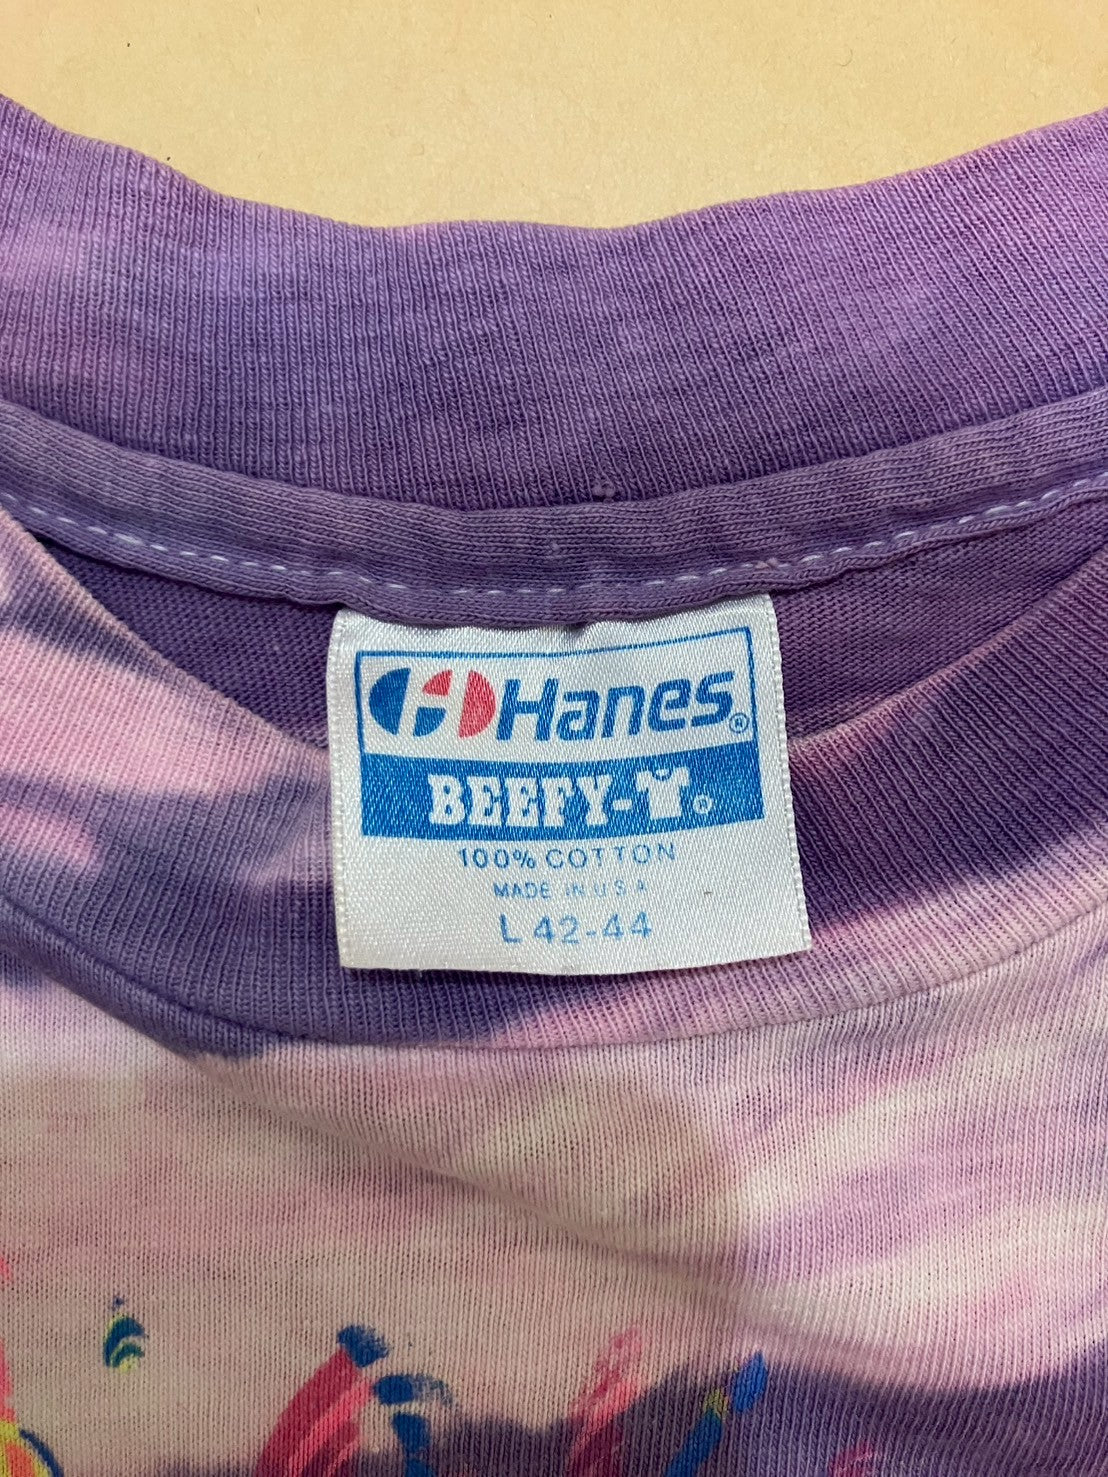 Hanes®
BEEFY-T®
100% COTTON
MADE IN U.S.A
L 42-44